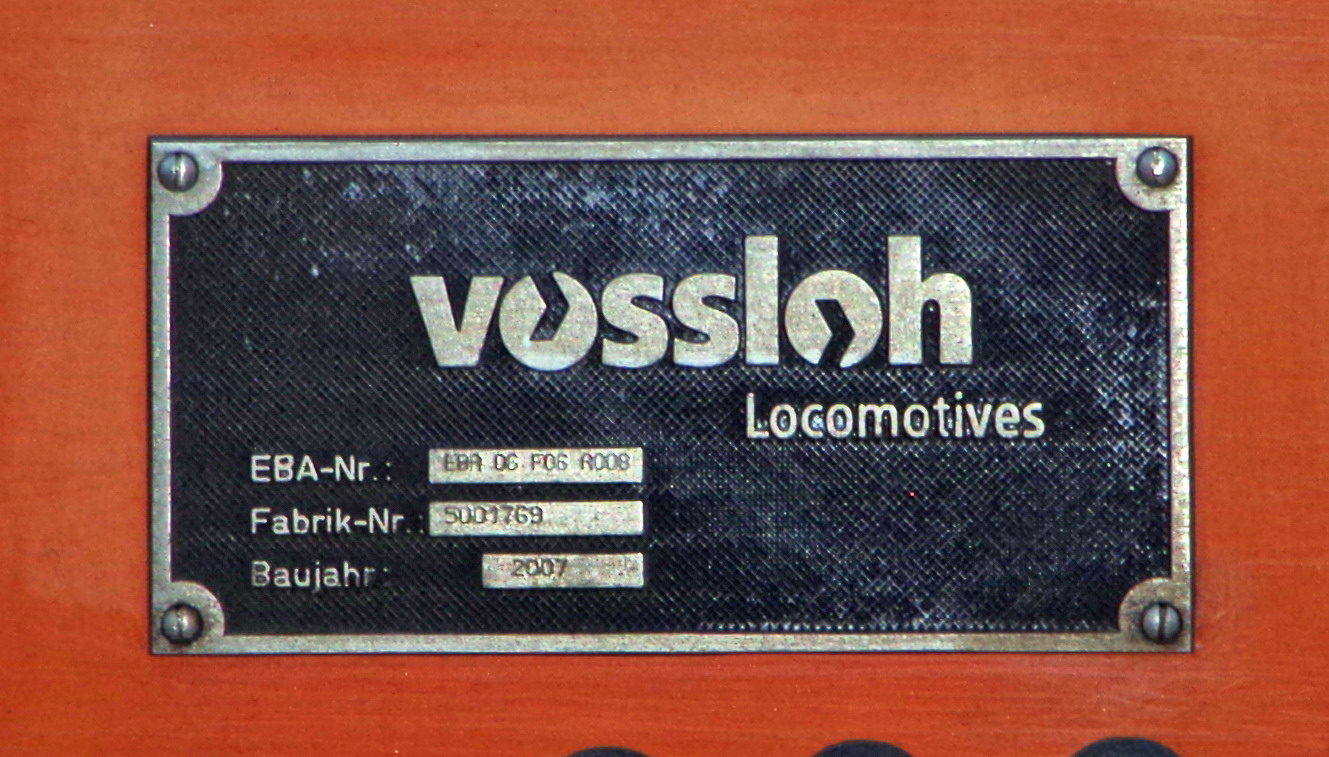 vossloh
Locomotives
EBA-Nr.: EBA 06 F06 A008
Fabrik-Nr.: 5001769
Baujahr: 2007